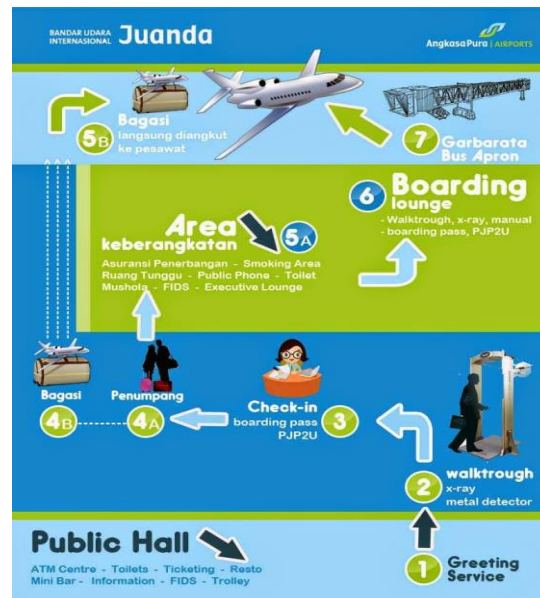 BANDAR UDARA
INTERNASIONAL Juanda
AngkasaPura | AIRPORTS
Bagasi
5B langsung diangkut
ke pesawat
7 Garbarata
Bus Apron
6 Boarding
lounge
- Walktrough, x-ray, manual
- boarding pass, PJP2U
Area
keberangkatan 5A
Asuransi Penerbangan - Smoking Area
Ruang Tunggu - Public Phone - Toilet
Mushola - FIDS - Executive Lounge
Bagasi
4B
Penumpang
4A
Check-in 3
boarding pass
PJP2U
2 walktrough
x-ray
metal detector
Public Hall
ATM Centre - Toilets - Ticketing - Resto
Mini Bar - Information - FIDS - Trolley
1 Greeting
Service